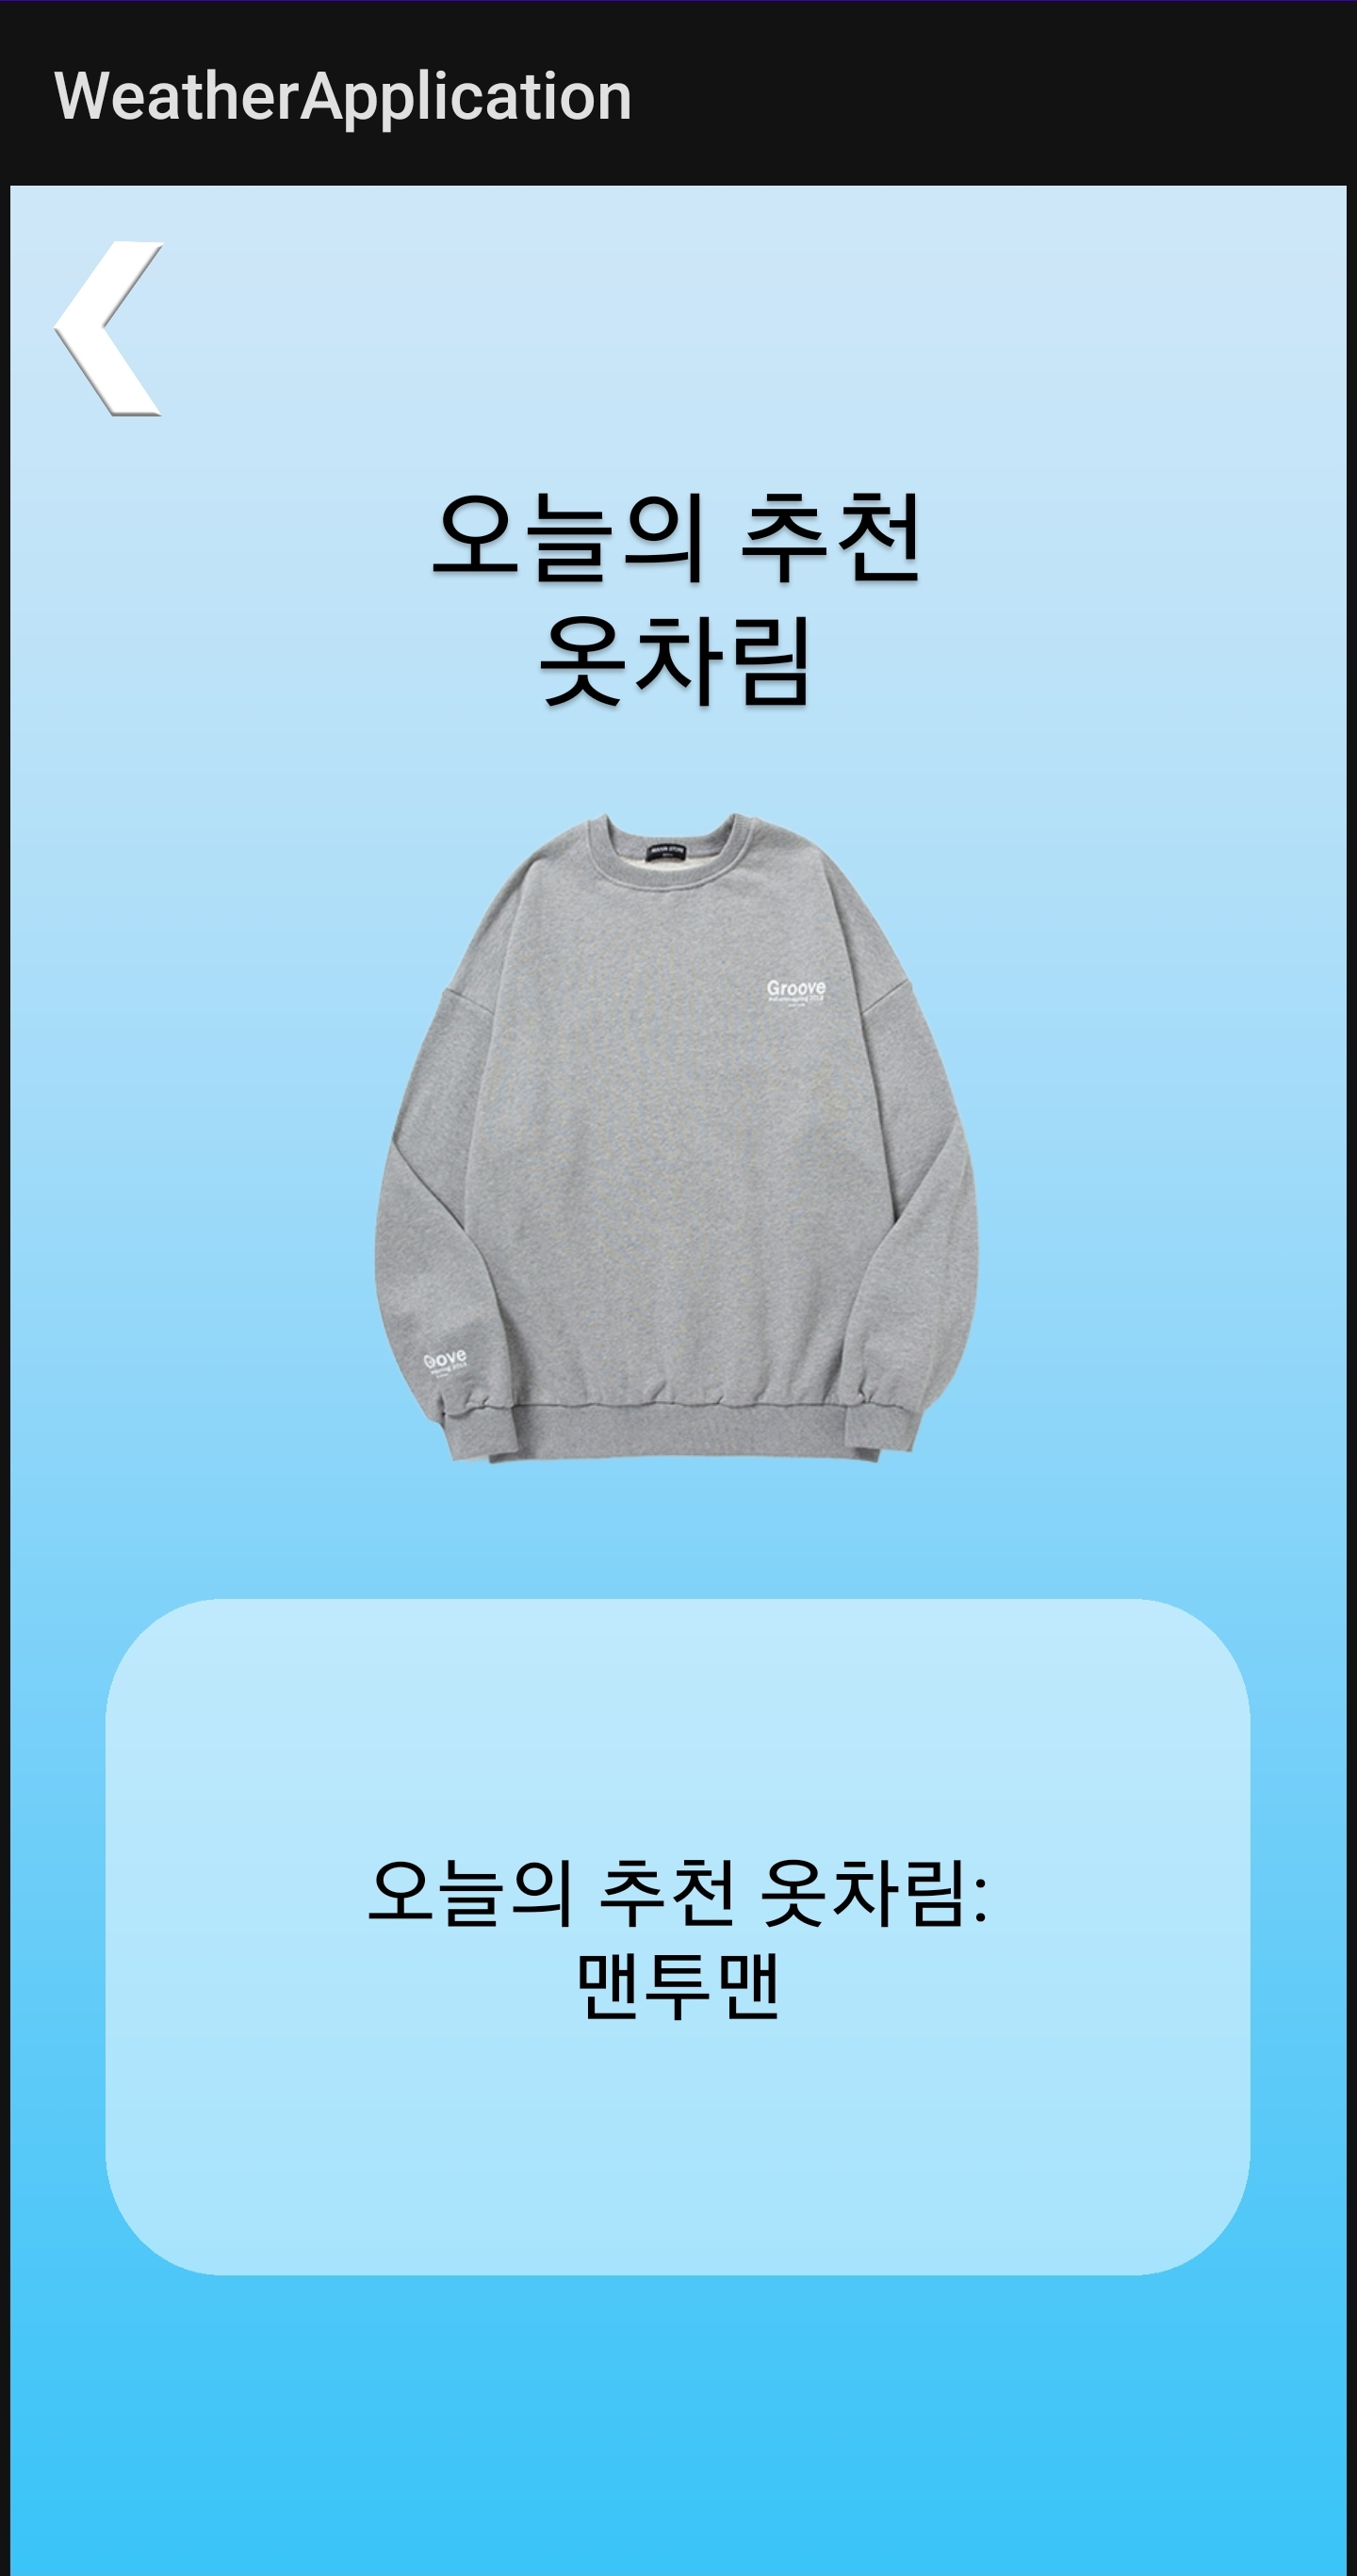 WeatherApplication
오늘의 추천
옷차림
Groove
오늘의 추천 옷차림:
맨투맨